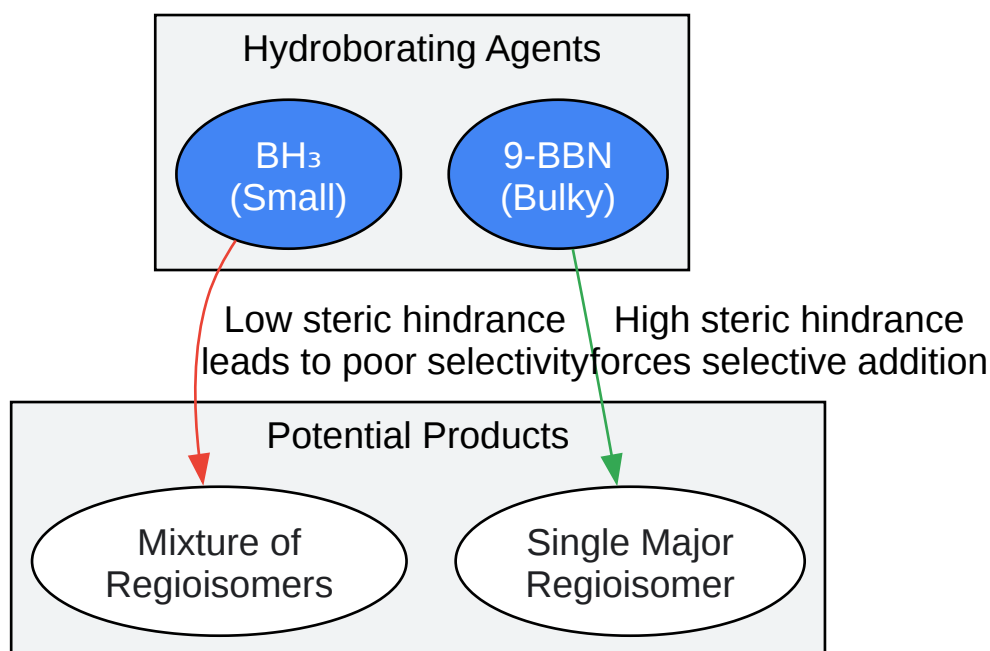 Hydroborating Agents
BH₃
(Small)
9-BBN
(Bulky)
Low steric hindrance
leads to poor selectivity
High steric hindrance
forces selective addition
Potential Products
Mixture of
Regioisomers
Single Major
Regioisomer